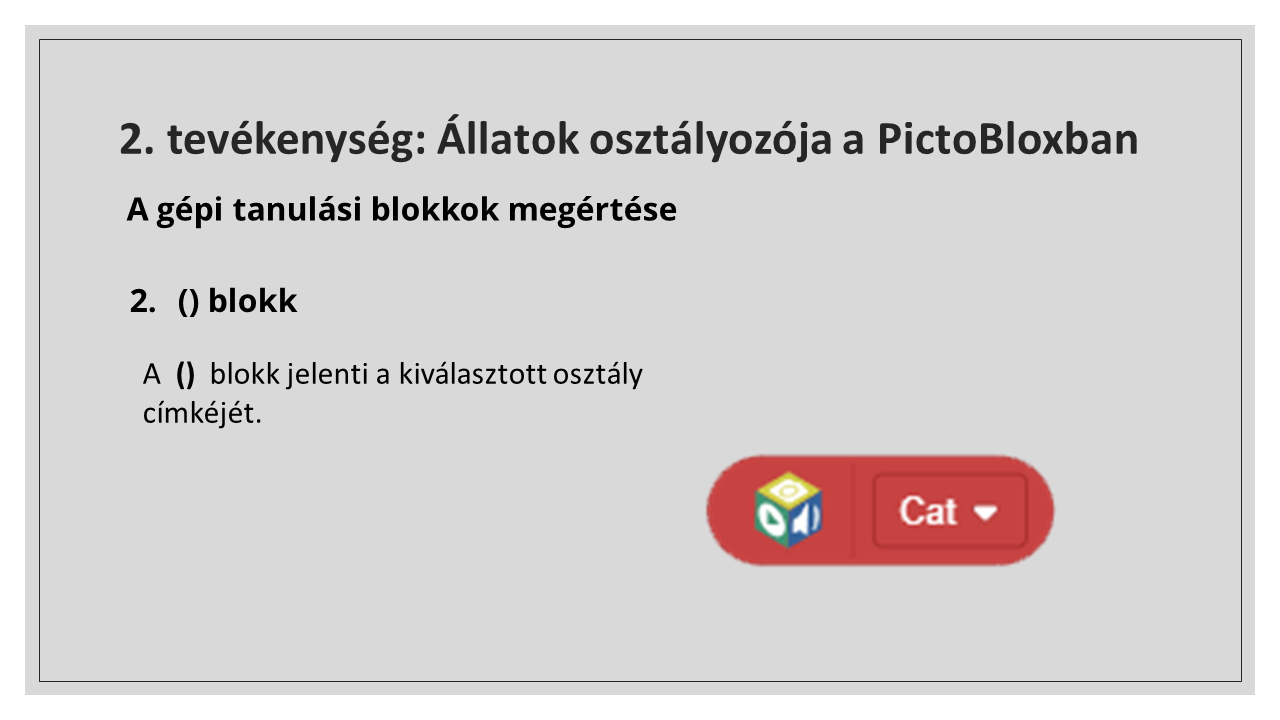 2. tevékenység: Állatok osztályozója a PictoBloxban
A gépi tanulási blokkok megértése
2. () blokk
A () blokk jelenti a kiválasztott osztály
címkéjét.
Cat